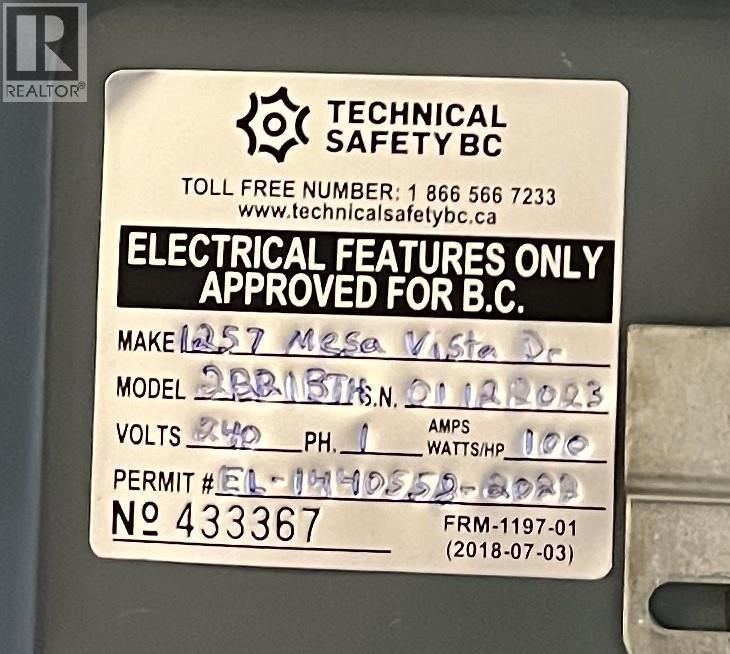 R
REALTOR®
TECHNICAL
SAFETY BC
TOLL FREE NUMBER: 1 866 566 7233
www.technicalsafetybc.ca
ELECTRICAL FEATURES ONLY
APPROVED FOR B.C.
MAKE 1257 Mesa Vista Dr
MODEL 2BR1BTH S.N. 01122023
VOLTS 240 PH. 1 AMPS WATTS/HP 100
PERMIT # EL-1440552-2022
Nº 433367
FRM-1197-01
(2018-07-03)